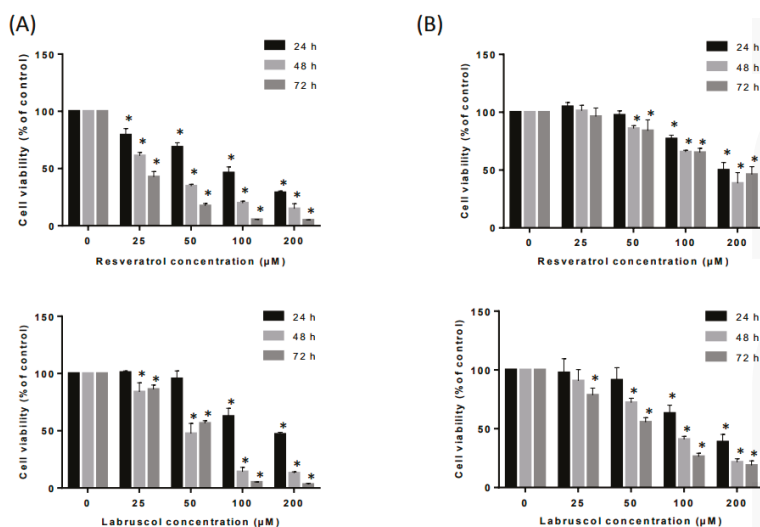 (A)
(B)
Cell viability (% of control)
150
100
50
0
24 h
48 h
72 h
* * * * * * * * * * * *
0 25 50 100 200
Resveratrol concentration (µM)
Cell viability (% of control)
150
100
50
0
24 h
48 h
72 h
* * * * * * * *
0 25 50 100 200
Resveratrol concentration (µM)
Cell viability (% of control)
150
100
50
0
24 h
48 h
72 h
* * * * * * * * * *
0 25 50 100 200
Labruscol concentration (µM)
Cell viability (% of control)
150
100
50
0
24 h
48 h
72 h
* * * * * * * * *
0 25 50 100 200
Labruscol concentration (µM)